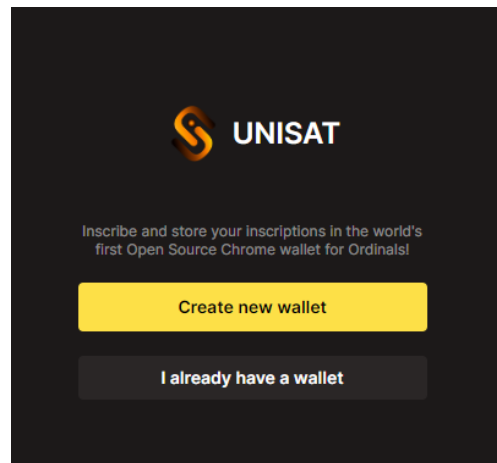 UNISAT
Inscribe and store your inscriptions in the world's
first Open Source Chrome wallet for Ordinals!
Create new wallet
I already have a wallet